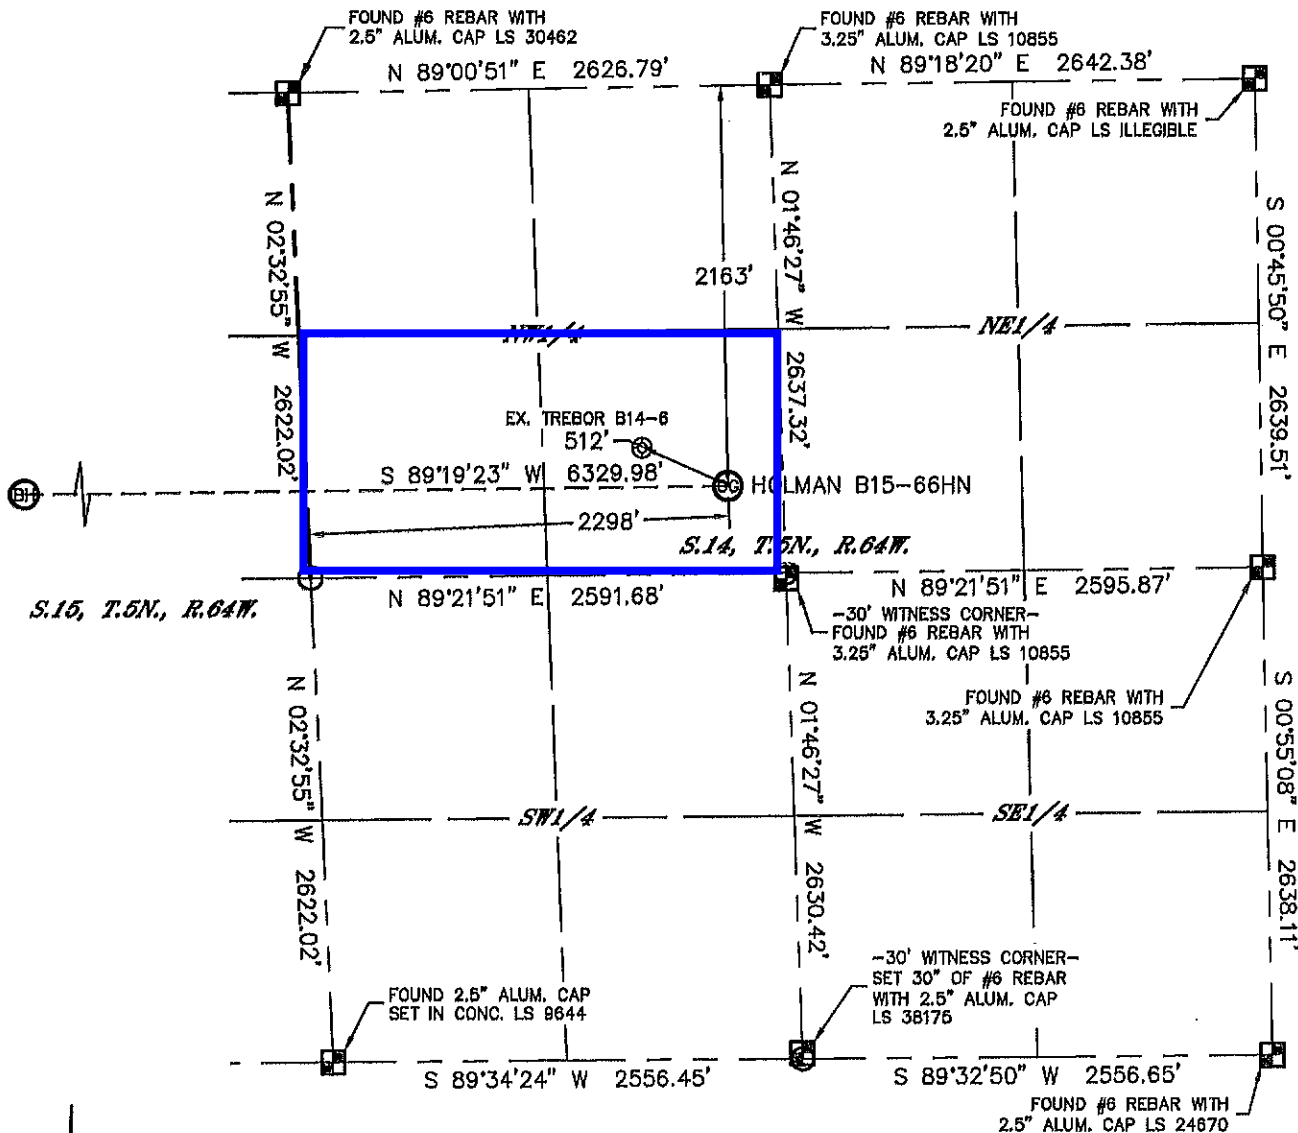 FOUND #6 REBAR WITH
2.5" ALUM. CAP LS 30462
FOUND #6 REBAR WITH
3.25" ALUM. CAP LS 10855
N 89°00'51" E 2626.79'
N 89°18'20" E 2642.38'
FOUND #6 REBAR WITH
2.5" ALUM. CAP LS ILLEGIBLE
N 02°32'55" W 2622.02'
2163'
N 01°46'27" W 2637.32'
S 00°45'50" E 2639.51'
NW1/4
NE1/4
EX. TREBOR B14-6
512'
BH
S 89°19'23" W 6329.98'
HOLMAN B15-66HN
2298'
S.14, T.5N., R.64W.
S.15, T.5N., R.64W.
N 89°21'51" E 2591.68'
N 89°21'51" E 2595.87'
-30' WITNESS CORNER-
FOUND #6 REBAR WITH
3.25" ALUM. CAP LS 10855
FOUND #6 REBAR WITH
3.25" ALUM. CAP LS 10855
N 02°32'55" W 2622.02'
N 01°46'27" W 2630.42'
S 00°55'08" E 2638.11'
SW1/4
SE1/4
FOUND 2.5" ALUM. CAP
SET IN CONC. LS 9644
-30' WITNESS CORNER-
SET 30" OF #6 REBAR
WITH 2.5" ALUM. CAP
LS 38175
S 89°34'24" W 2556.45'
S 89°32'50" W 2556.65'
FOUND #6 REBAR WITH
2.5" ALUM. CAP LS 24670